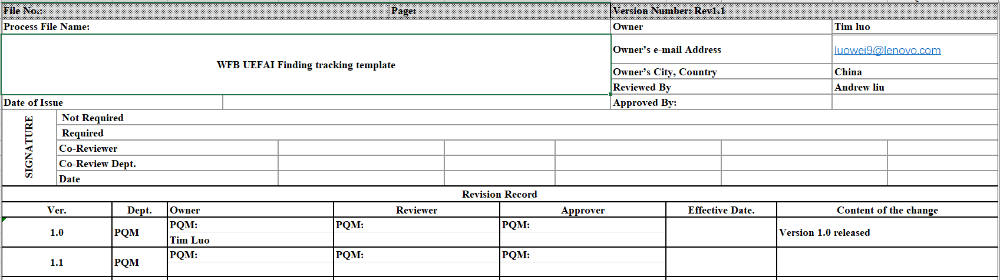 File No.: Page: Version Number: Rev1.1
Process File Name: Owner Tim luo
WFB UEFAI Finding tracking template
Owner's e-mail Address luowei9@lenovo.com
Owner's City, Country China
Reviewed By Andrew liu
Date of Issue Approved By:
SIGNATURE
Not Required
Required
Co-Reviewer
Co-Review Dept.
Date
Revision Record
Ver. Dept. Owner Reviewer Approver Effective Date. Content of the change
1.0 PQM PQM: PQM: PQM: Version 1.0 released
Tim Luo
1.1 PQM PQM: PQM: PQM: